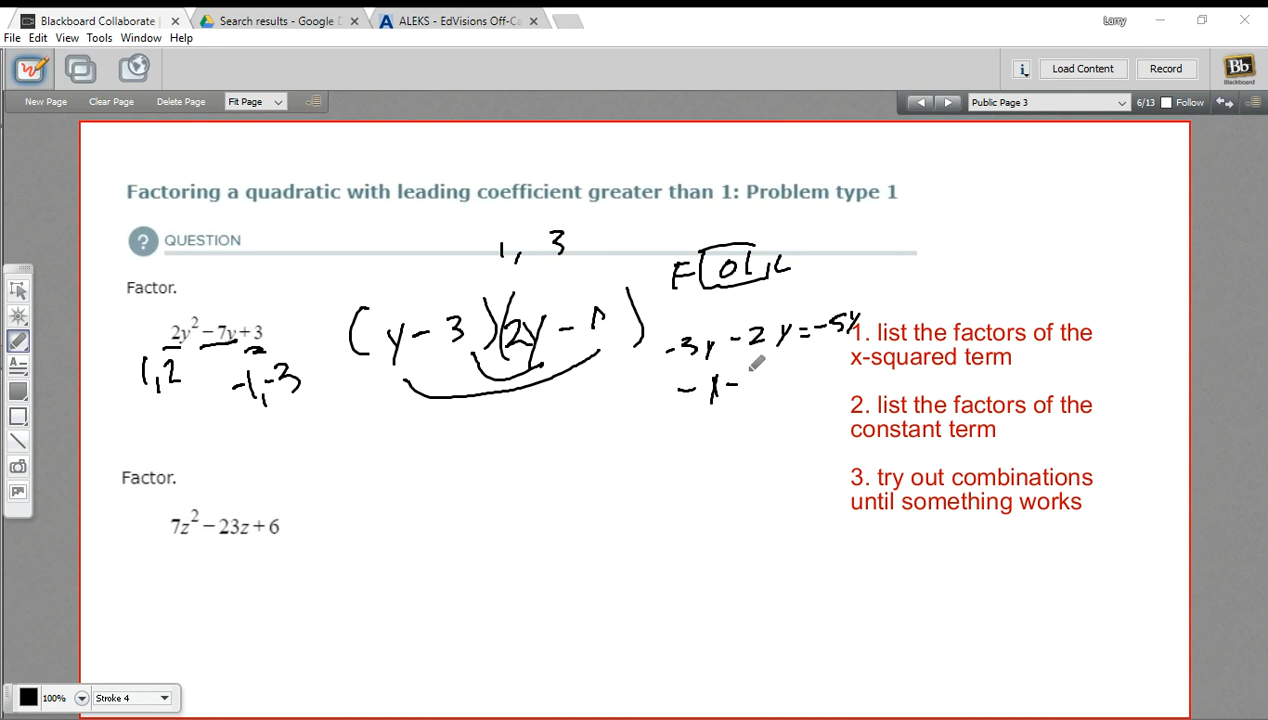 Blackboard Collaborate
Search results - Google D
ALEKS - EdVisions Off-Ca
Larry
File Edit View Tools Window Help
Load Content
Record
Bb
Blackboard
New Page Clear Page Delete Page Fit Page
Public Page 3
6/13
Follow
Factoring a quadratic with leading coefficient greater than 1: Problem type 1
? QUESTION
1, 3
FOIL
Factor.
2y² − 7y + 3
(y − 3)(2y − 1)
1, 2
-1, -3
-3y - 2y = -5y
- y -
1. list the factors of the
x-squared term
2. list the factors of the
constant term
3. try out combinations
until something works
Factor.
7z² − 23z + 6
100%
Stroke 4